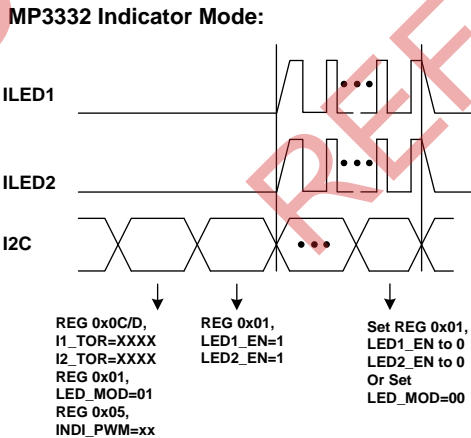 MP3332 Indicator Mode:
ILED1
ILED2
I2C
REG 0x0C/D,
I1_TOR=XXXX
I2_TOR=XXXX
REG 0x01,
LED_MOD=01
REG 0x05,
INDI_PWM=xx
REG 0x01,
LED1_EN=1
LED2_EN=1
Set REG 0x01,
LED1_EN to 0
LED2_EN to 0
Or Set
LED_MOD=00
REF